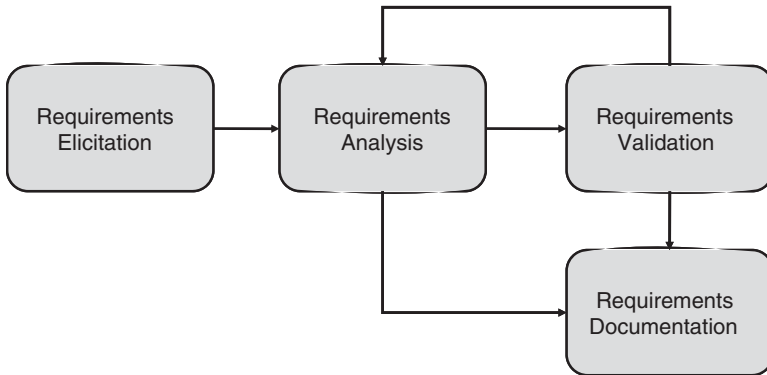 Requirements
Elicitation
Requirements
Analysis
Requirements
Validation
Requirements
Documentation